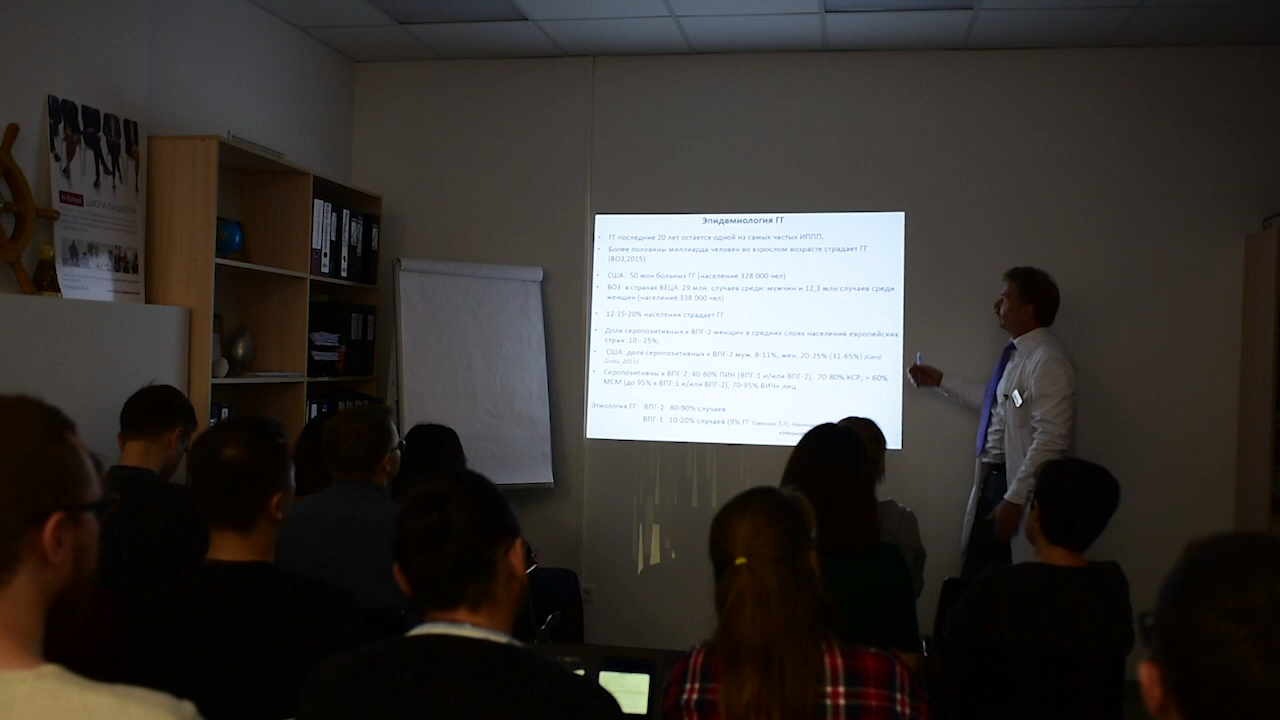 H-School ШКОЛА ПАЦИЕНТА
Эпидемиология ГГ
• ГГ последние 20 лет остается одной из самых частых ИППП.
• Более половины миллиарда человек во взрослом возрасте страдает ГГ
(ВОЗ,2015)
• США: 50 млн больных ГГ (население 328 000 чел)
• ВОЗ: в странах ВЕЦА 29 млн. случаев среди мужчин и 12,3 млн случаев среди
женщин (население 338 000 чел)
• 12-15-20% населения страдает ГГ
• Доля серопозитивных к ВПГ-2 женщин в средних слоях населения европейских
стран: 10 - 25%,
• США: доля серопозитивных к ВПГ-2 муж. 8-11%, жен. 20-25% (31-65%) (Gerd
Gross, 2011)
• Серопозитивны к ВПГ-2: 40-60% ПИН (ВПГ-1 и/или ВПГ-2), 70-80% КСР; > 60%
МСМ (до 95% к ВПГ-1 и/или ВПГ-2), 70-95% ВИЧ+ лиц
Этиология ГГ: ВПГ-2 80-90% случаев
ВПГ-1 10-20% случаев (9% ГГ